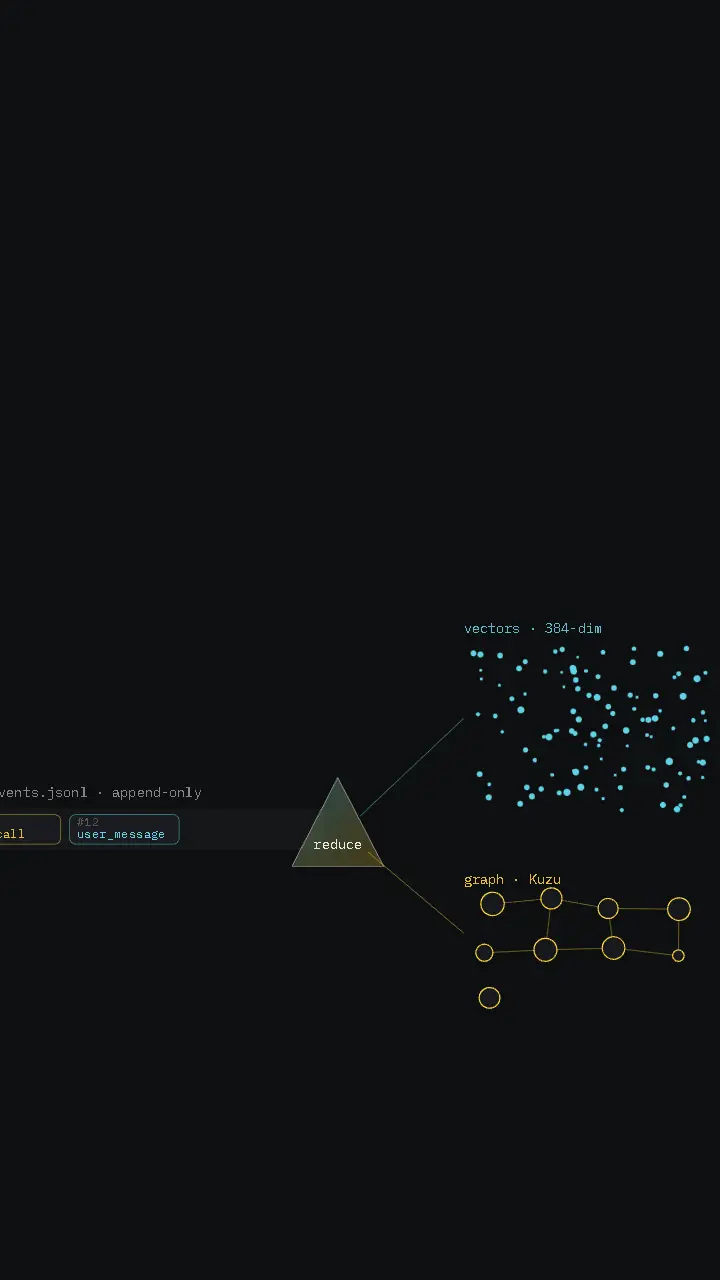 vectors · 384-dim
vents.jsonl · append-only
call
#12
user_message
reduce
graph · Kuzu